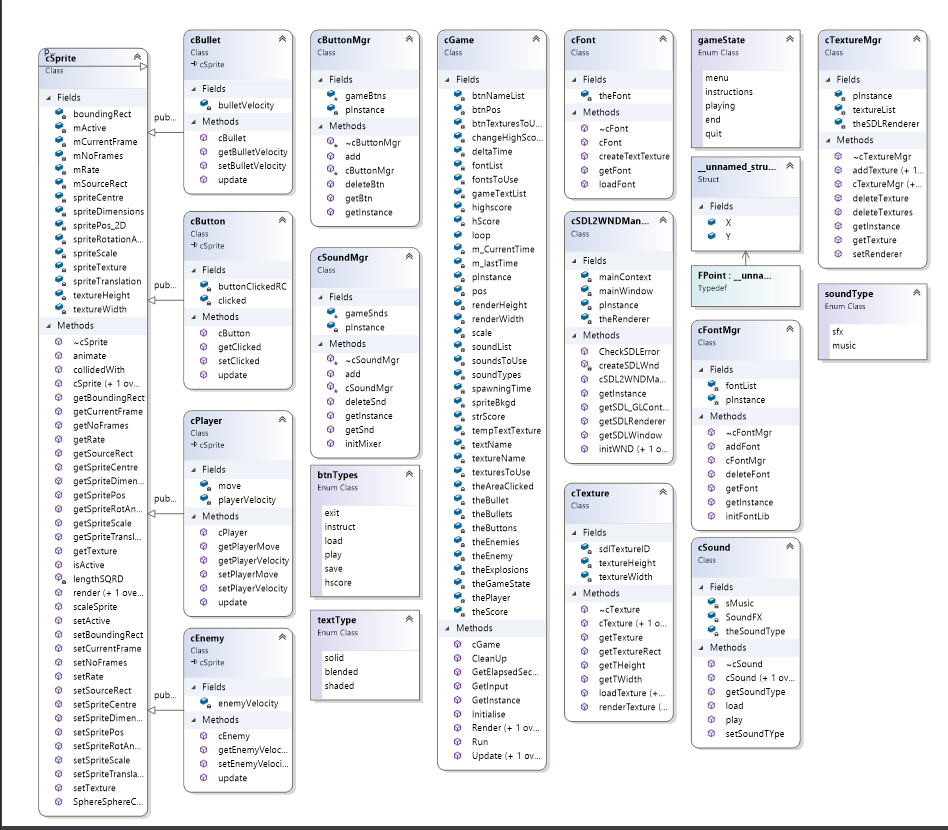 P...
cSprite
Class
Fields
boundingRect
mActive
mCurrentFrame
mNoFrames
mRate
mSourceRect
spriteCentre
spriteDimensions
spritePos_2D
spriteRotationA...
spriteScale
spriteTexture
spriteTranslation
textureHeight
textureWidth
Methods
~cSprite
animate
collidedWith
cSprite (+ 1 ov...
getBoundingRect
getCurrentFrame
getNoFrames
getRate
getSourceRect
getSpriteCentre
getSpriteDimen...
getSpritePos
getSpriteRotAn...
getSpriteScale
getSpriteTransl...
getTexture
isActive
lengthSQRD
render (+ 1 ove...
scaleSprite
setActive
setBoundingRect
setCurrentFrame
setNoFrames
setRate
setSourceRect
setSpriteCentre
setSpriteDimen...
setSpritePos
setSpriteRotAn...
setSpriteScale
setSpriteTransla...
setTexture
SphereSphereC...
pub...
pub...
pub...
pub...
cBullet
Class
cSprite
Fields
bulletVelocity
Methods
cBullet
getBulletVelocity
setBulletVelocity
update
cButton
Class
cSprite
Fields
buttonClickedRC
clicked
Methods
cButton
getClicked
setClicked
update
cPlayer
Class
cSprite
Fields
move
playerVelocity
Methods
cPlayer
getPlayerMove
getPlayerVelocity
setPlayerMove
setPlayerVelocity
update
cEnemy
Class
cSprite
Fields
enemyVelocity
Methods
cEnemy
getEnemyVeloc...
setEnemyVeloci...
update
cButtonMgr
Class
Fields
gameBtns
pInstance
Methods
~cButtonMgr
add
cButtonMgr
deleteBtn
getBtn
getInstance
cSoundMgr
Class
Fields
gameSnds
pInstance
Methods
~cSoundMgr
add
cSoundMgr
deleteSnd
getInstance
getSnd
initMixer
btnTypes
Enum Class
exit
instruct
load
play
save
hscore
textType
Enum Class
solid
blended
shaded
cGame
Class
Fields
btnNameList
btnPos
btnTexturesToU...
changeHighSco...
deltaTime
fontList
fontsToUse
gameTextList
highscore
hScore
loop
m_CurrentTime
m_lastTime
pInstance
pos
renderHeight
renderWidth
scale
soundList
soundsToUse
soundTypes
spawningTime
spriteBkgd
strScore
tempTextTexture
textName
textureName
texturesToUse
theAreaClicked
theBullet
theBullets
theButtons
theEnemies
theEnemy
theExplosions
theGameState
thePlayer
theScore
Methods
cGame
CleanUp
GetElapsedSec...
GetInput
GetInstance
Initialise
Render (+ 1 ov...
Run
Update (+ 1 ov...
cFont
Class
Fields
theFont
Methods
~cFont
cFont
createTextTexture
getFont
loadFont
cSDL2WNDMan...
Class
Fields
mainContext
mainWindow
pInstance
theRenderer
Methods
CheckSDLError
createSDLWnd
cSDL2WNDMa...
getInstance
getSDL_GLCont...
getSDLRenderer
getSDLWindow
initWND (+ 1 o...
cTexture
Class
Fields
sdlTextureID
textureHeight
textureWidth
Methods
~cTexture
cTexture (+ 1 o...
getTexture
getTextureRect
getTHeight
getTWidth
loadTexture (+...
renderTexture (...
gameState
Enum Class
menu
instructions
playing
end
quit
__unnamed_stru...
Struct
Fields
X
Y
FPoint : __unna...
Typedef
cFontMgr
Class
Fields
fontList
pInstance
Methods
~cFontMgr
addFont
cFontMgr
deleteFont
getFont
getInstance
initFontLib
cSound
Class
Fields
sMusic
SoundFX
theSoundType
Methods
~cSound
cSound (+ 1 ov...
getSoundType
load
play
setSoundTYpe
cTextureMgr
Class
Fields
pInstance
textureList
theSDLRenderer
Methods
~cTextureMgr
addTexture (+ 1...
cTextureMgr (+...
deleteTexture
deleteTextures
getInstance
getTexture
setRenderer
soundType
Enum Class
sfx
music